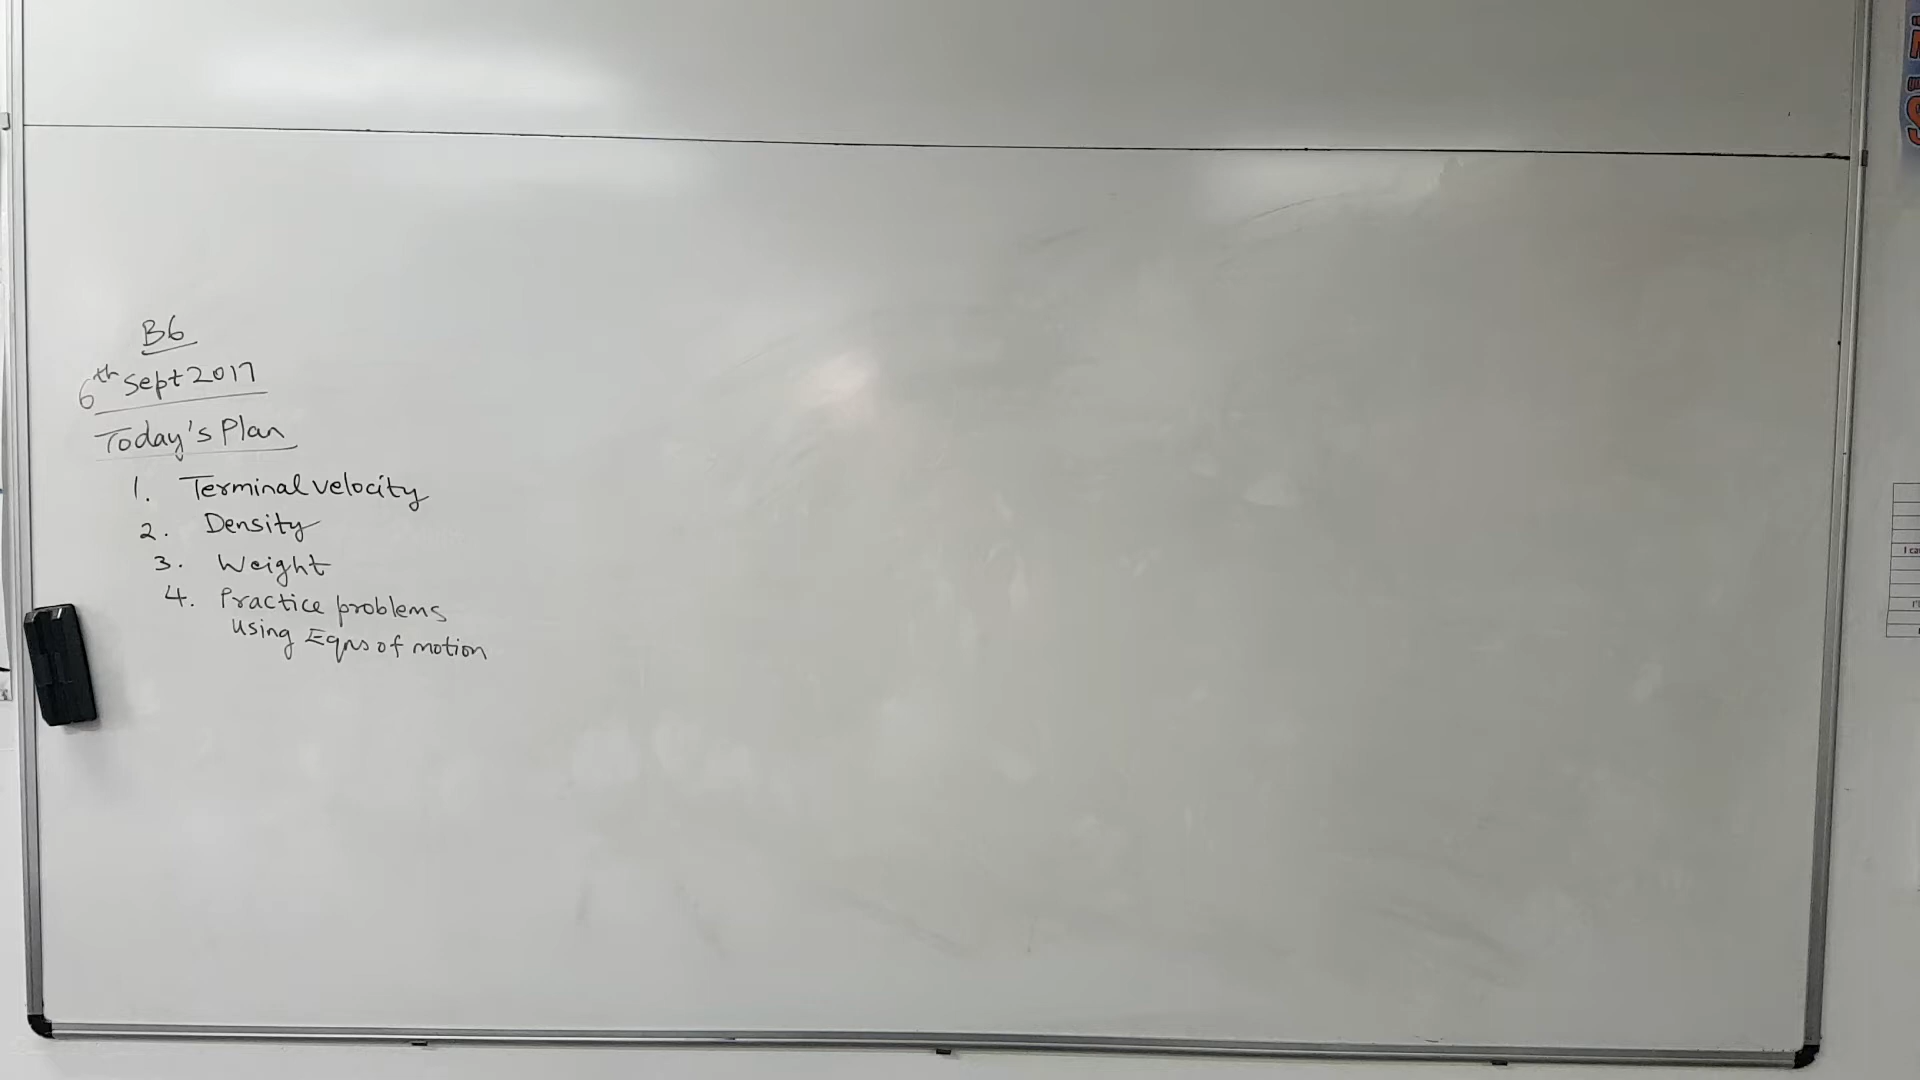 B6
6th Sept 2017
Today's Plan
1. Terminal velocity
2. Density
3. Weight
4. Practice problems
using Eqns of motion
I ca